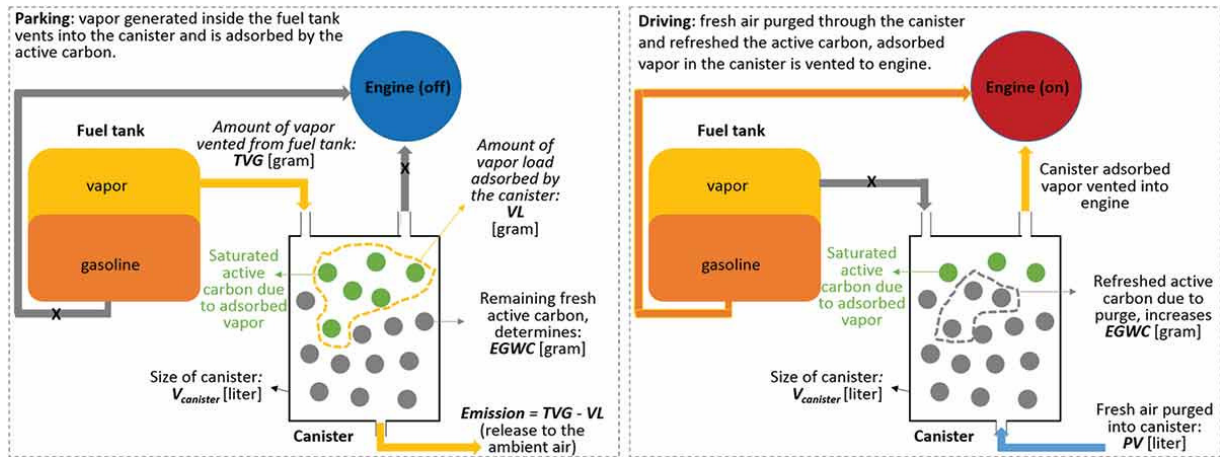 Parking: vapor generated inside the fuel tank
vents into the canister and is adsorbed by the
active carbon.
Engine (off)
Fuel tank
Amount of vapor
vented from fuel tank:
TVG [gram]
Amount of
vapor load
adsorbed by
the canister:
VL
[gram]
X
vapor
gasoline
X
Saturated
active
carbon due
to adsorbed
vapor
Remaining fresh
active carbon,
determines:
EGWC [gram]
Size of canister:
Vcanister [liter]
Canister
Emission = TVG - VL
(release to the
ambient air)
Driving: fresh air purged through the canister
and refreshed the active carbon, adsorbed
vapor in the canister is vented to engine.
Engine (on)
Fuel tank
X
vapor
gasoline
Canister adsorbed
vapor vented into
engine
Saturated
active
carbon due
to adsorbed
vapor
Refreshed active
carbon due to
purge, increases
EGWC [gram]
Size of canister:
Vcanister [liter]
Canister
Fresh air purged
into canister:
PV [liter]